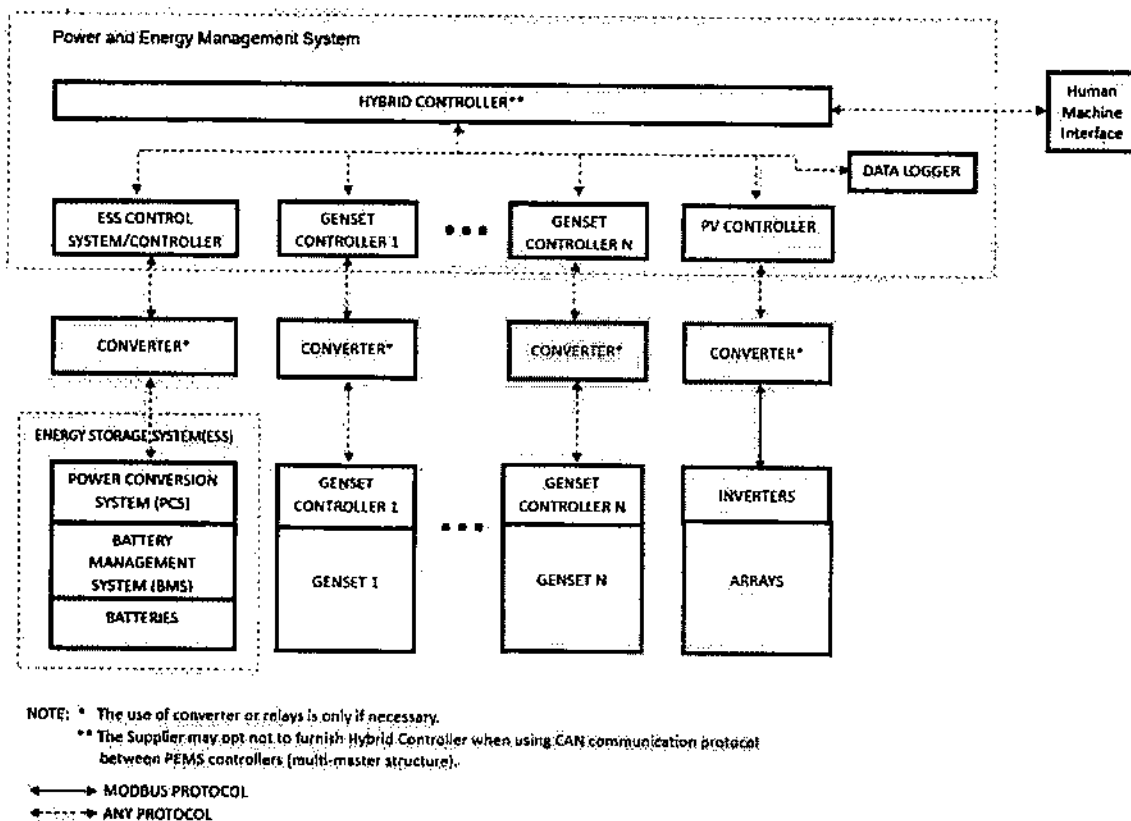 Power and Energy Management System
HYBRID CONTROLLER**
Human
Machine
Interface
DATA LOGGER
ESS CONTROL
SYSTEM/CONTROLLER
GENSET
CONTROLLER 1
GENSET
CONTROLLER N
PV CONTROLLER
CONVERTER*
CONVERTER*
CONVERTER*
CONVERTER*
ENERGY STORAGE SYSTEM(ESS)
POWER CONVERSION
SYSTEM (PCS)
BATTERY
MANAGEMENT
SYSTEM (BMS)
BATTERIES
GENSET
CONTROLLER 1
GENSET 1
GENSET
CONTROLLER N
GENSET N
INVERTERS
ARRAYS
NOTE: * The use of converter or relays is only if necessary.
** The Supplier may opt not to furnish Hybrid Controller when using CAN communication protocol
between PEMS controllers (multi-master structure).
MODBUS PROTOCOL
ANY PROTOCOL